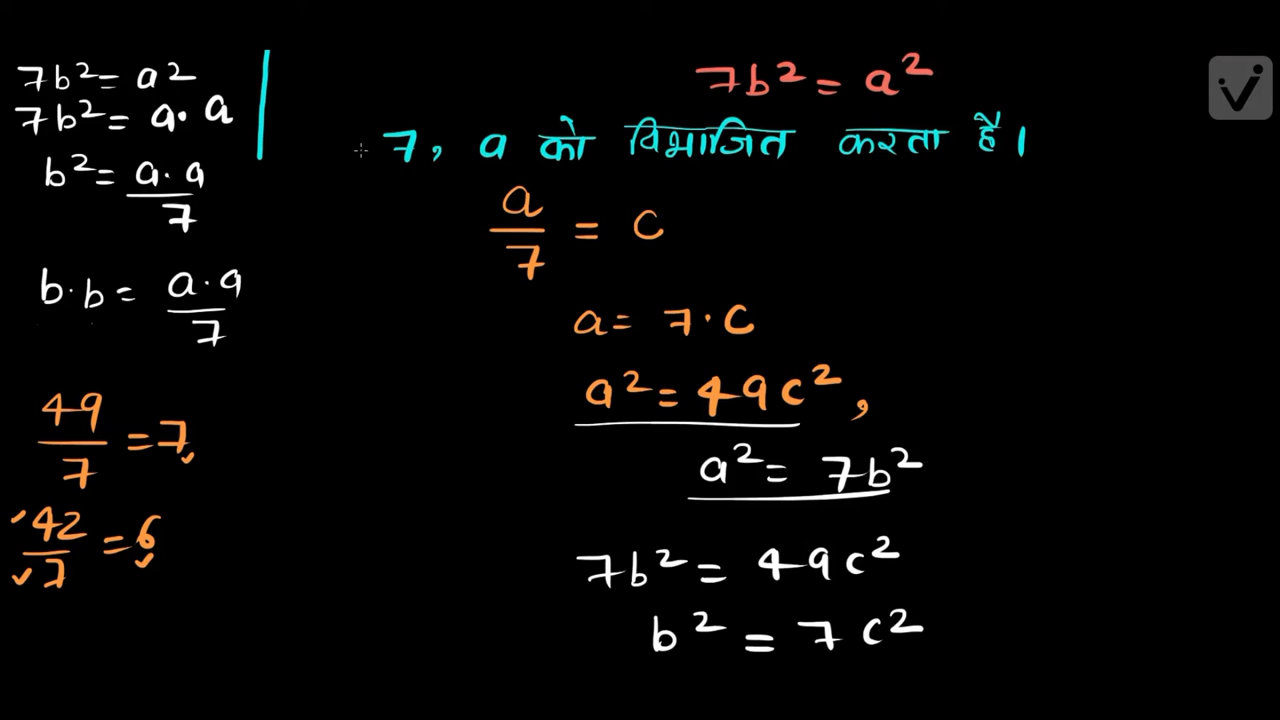 7b² = a²
7b² = a · a
b² = a · a / 7
b · b = a · a / 7
49 / 7 = 7
42 / 7 = 6
7b² = a²
7, a को विभाजित करता है।
a / 7 = c
a = 7 · c
a² = 49c² ,
a² = 7b²
7b² = 49c²
b² = 7c²